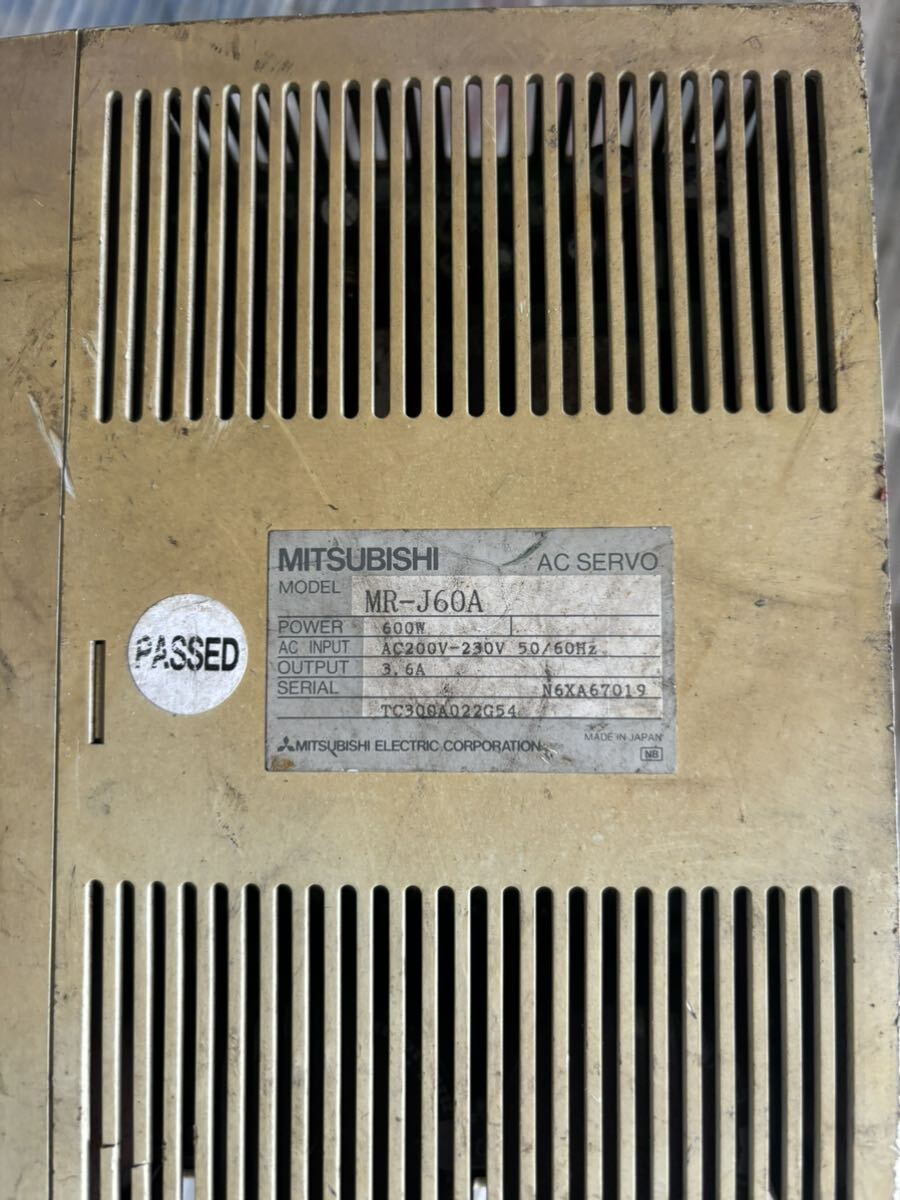 MITSUBISHI AC SERVO
MODEL MR-J60A
POWER 600W
AC INPUT AC200V-230V 50/60Hz
OUTPUT 3.6A
SERIAL N6XA67019
TC300A022G54
MITSUBISHI ELECTRIC CORPORATION
MADE IN JAPAN
NB
PASSED